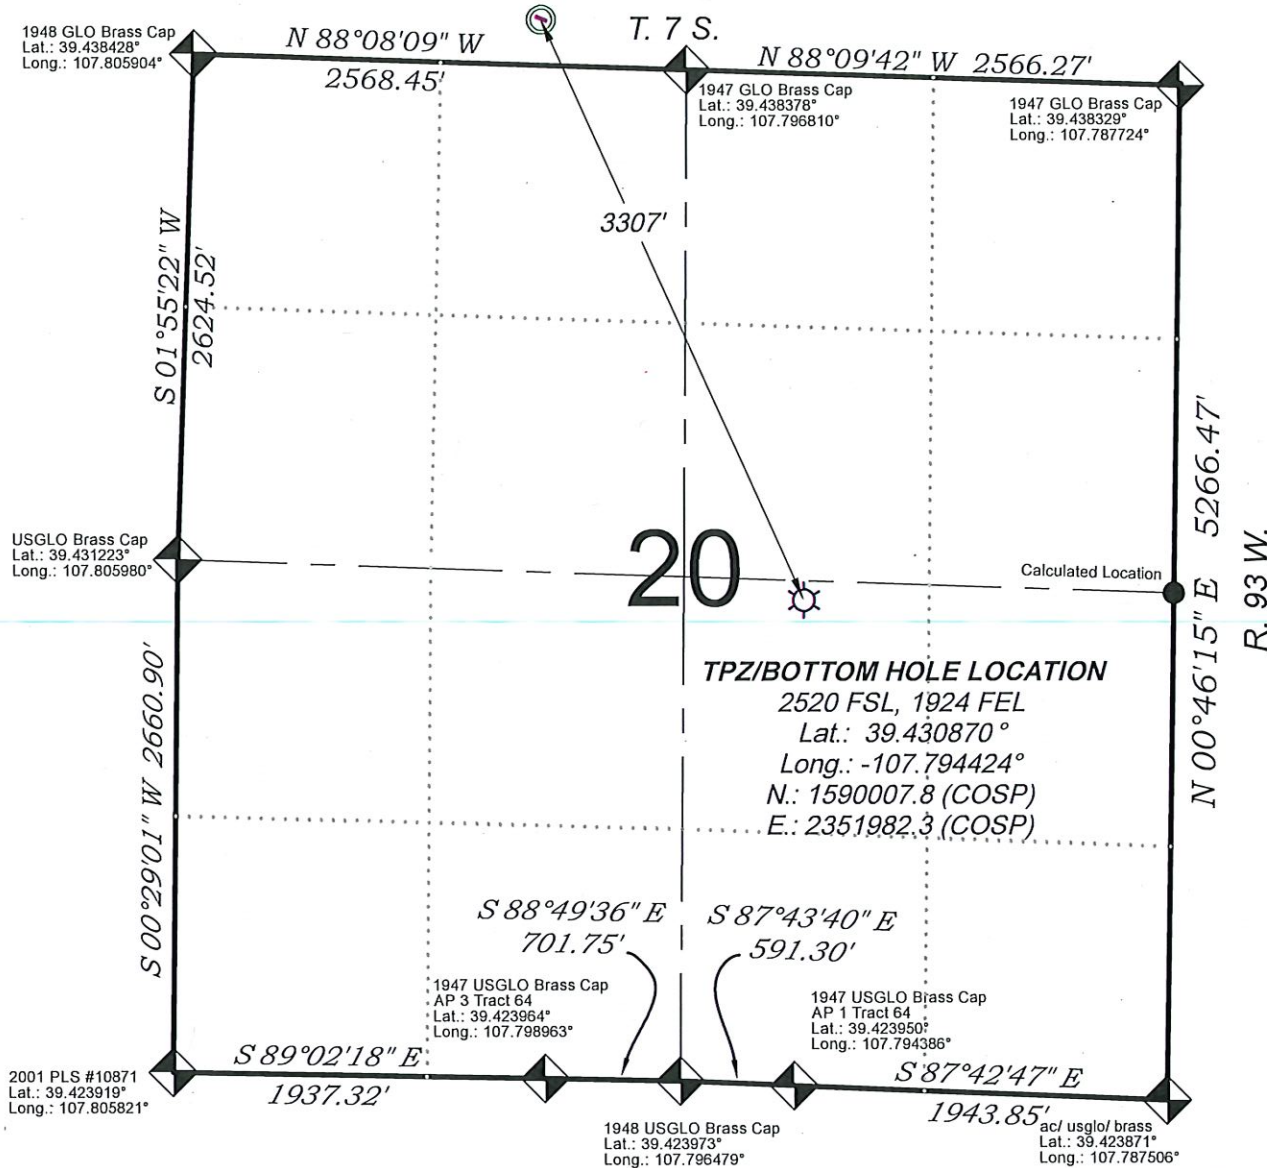 1948 GLO Brass Cap
Lat.: 39.438428°
Long.: 107.805904°
N 88°08'09" W
2568.45'
T. 7 S.
N 88°09'42" W 2566.27'
1947 GLO Brass Cap
Lat.: 39.438378°
Long.: 107.796810°
1947 GLO Brass Cap
Lat.: 39.438329°
Long.: 107.787724°
3307'
S 01°55'22" W
2624.52'
USGLO Brass Cap
Lat.: 39.431223°
Long.: 107.805980°
20
Calculated Location
N 00°46'15" E 5266.47'
R. 93 W.
TPZ/BOTTOM HOLE LOCATION
2520 FSL, 1924 FEL
Lat.: 39.430870°
Long.: -107.794424°
N.: 1590007.8 (COSP)
E.: 2351982.3 (COSP)
S 00°29'01" W 2660.90'
S 88°49'36" E
701.75'
S 87°43'40" E
591.30'
1947 USGLO Brass Cap
AP 3 Tract 64
Lat.: 39.423964°
Long.: 107.798963°
1947 USGLO Brass Cap
AP 1 Tract 64
Lat.: 39.423950°
Long.: 107.794386°
2001 PLS #10871
Lat.: 39.423919°
Long.: 107.805821°
S 89°02'18" E
1937.32'
S 87°42'47" E
1943.85'
1948 USGLO Brass Cap
Lat.: 39.423973°
Long.: 107.796479°
ac/ usglo/ brass
Lat.: 39.423871°
Long.: 107.787506°